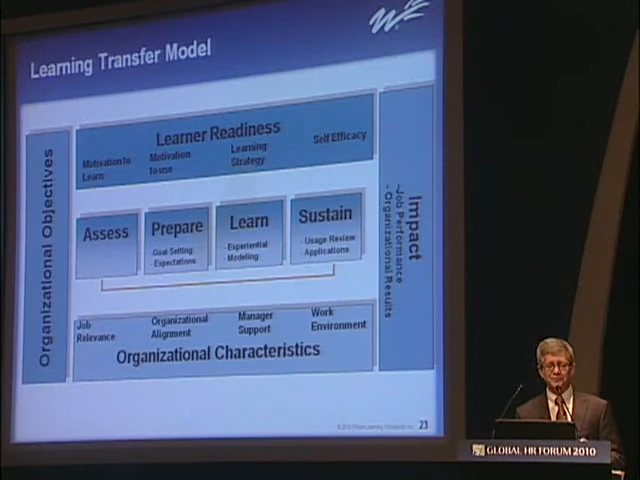 Learning Transfer Model
Organizational Objectives
Learner Readiness
Motivation to
Learn
Motivation
to use
Learning
Strategy
Self Efficacy
Assess
Prepare
- Goal Setting
- Expectations
Learn
- Experiential
- Modeling
Sustain
- Usage Review
- Applications
Job
Relevance
Organizational
Alignment
Manager
Support
Work
Environment
Organizational Characteristics
Impact
- Job Performance
- Organizational Results
23
GLOBAL HR FORUM 2010